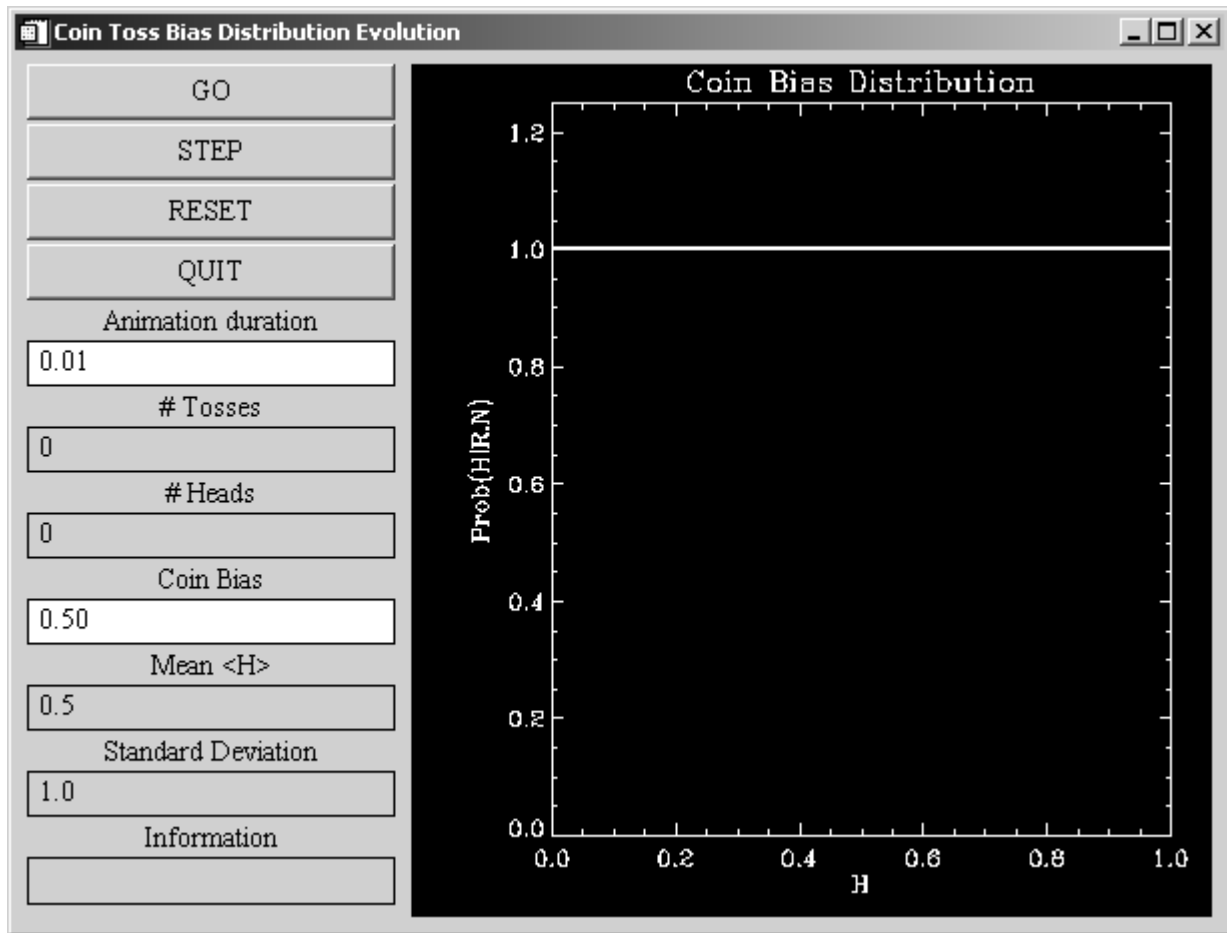 Coin Toss Bias Distribution Evolution
GO
STEP
RESET
QUIT
Animation duration
0.01
# Tosses
0
# Heads
0
Coin Bias
0.50
Mean <H>
0.5
Standard Deviation
1.0
Information
Coin Bias Distribution
1.2
1.0
0.8
0.6
0.4
0.2
0.0
Prob(H|R,N)
0.0 0.2 0.4 0.6 0.8 1.0
H